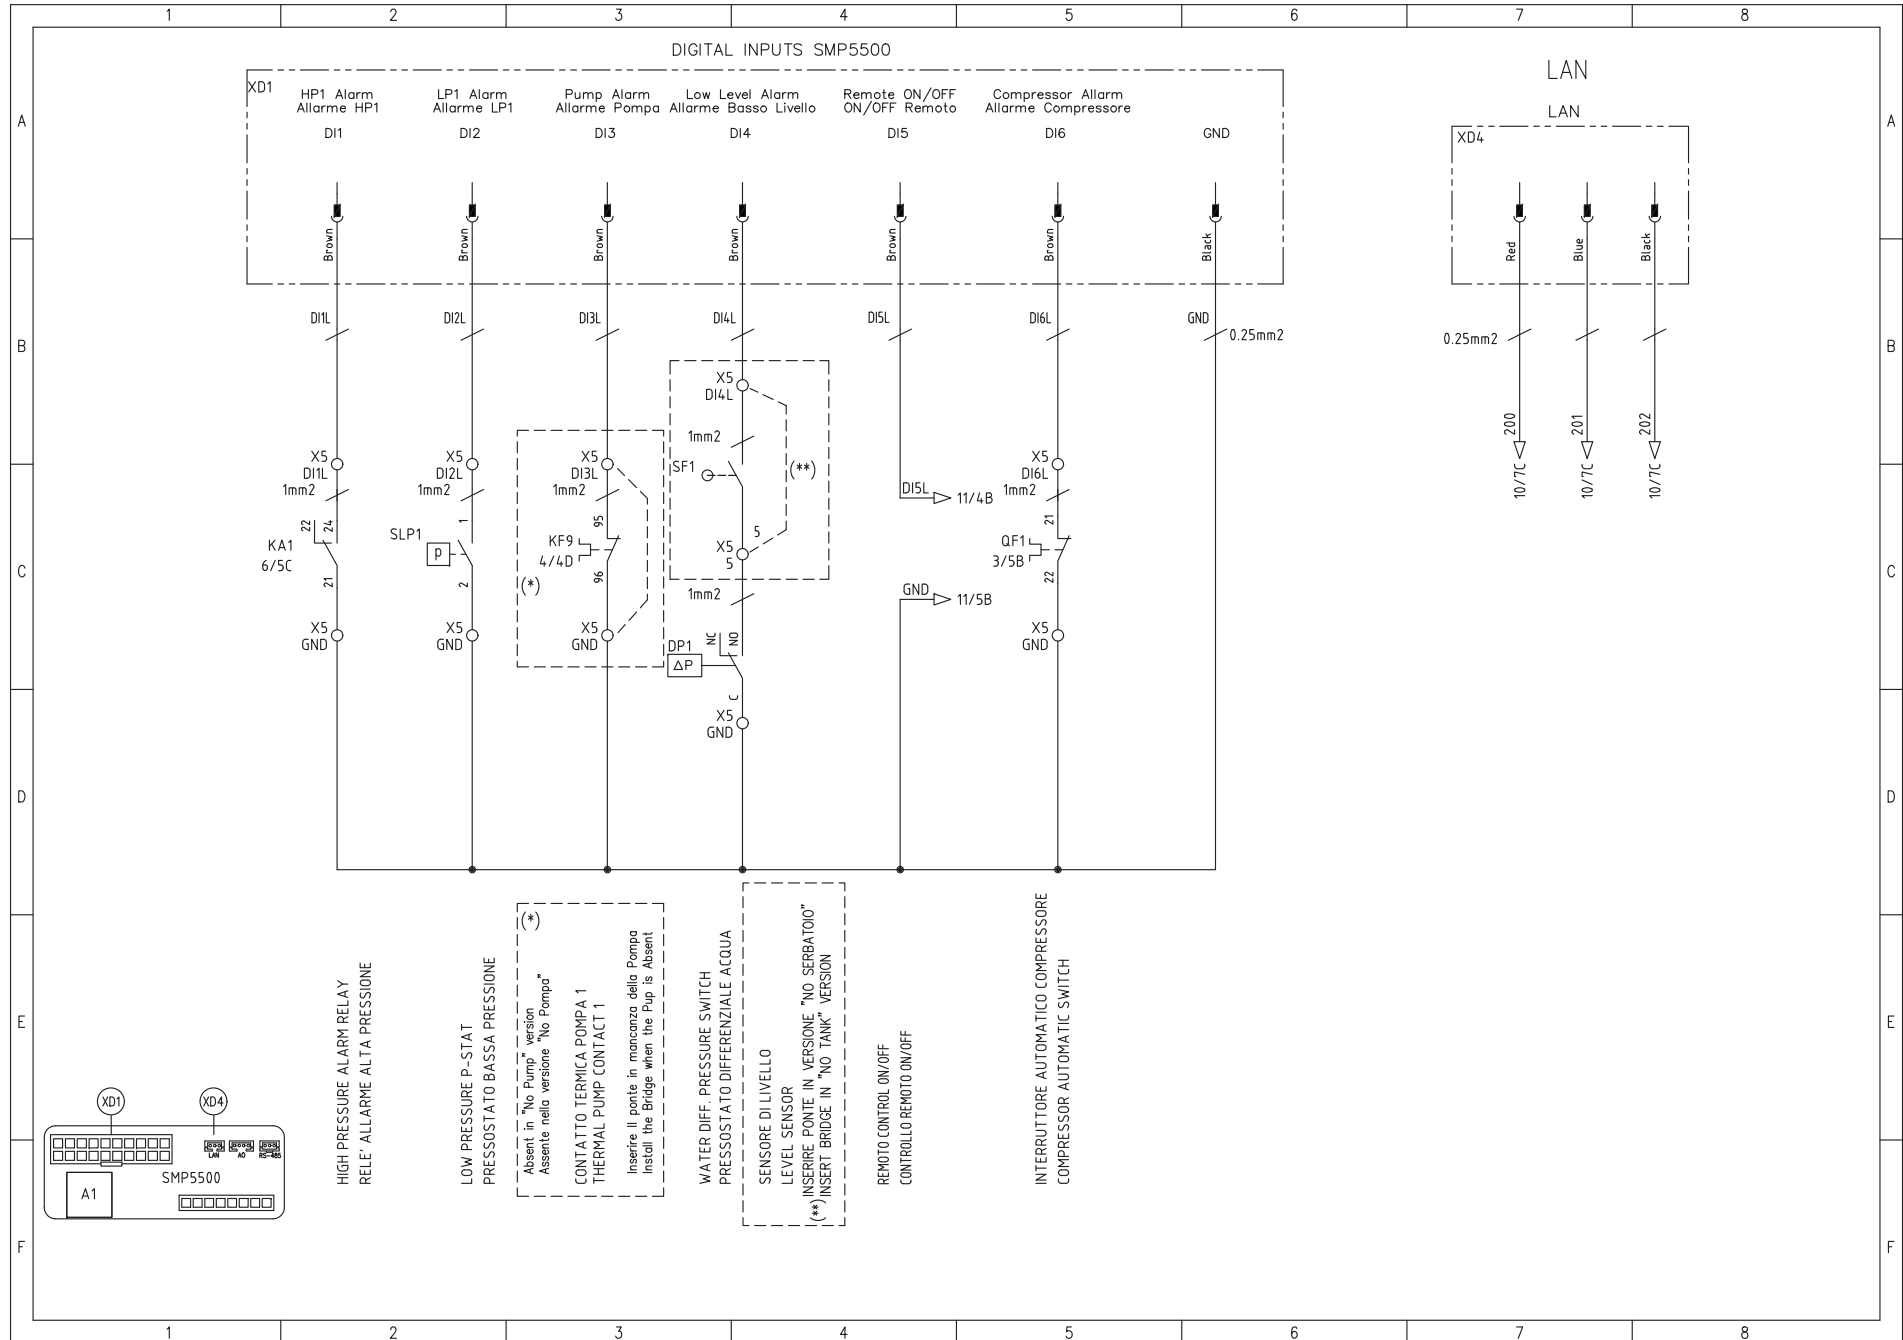 1 2 3 4 5 6 7 8
DIGITAL INPUTS SMP5500
LAN
XD1
HP1 Alarm
Allarme HP1
DI1
LP1 Alarm
Allarme LP1
DI2
Pump Alarm
Allarme Pompa
DI3
Low Level Alarm
Allarme Basso Livello
DI4
Remote ON/OFF
ON/OFF Remoto
DI5
Compressor Allarm
Allarme Compressore
DI6
GND
LAN
XD4
A A
Brown Brown Brown Brown Brown Brown Black
Red Blue Black
DI1L DI2L DI3L DI4L DI5L DI6L GND
0.25mm2
0.25mm2
B B
X5
DI4L
1mm2
SF1
(**)
5
X5
5
1mm2
DP1
ΔP
NC
NO
C
X5
GND
X5
DI1L
1mm2
22
24
KA1
6/5C
21
X5
GND
X5
DI2L
1mm2
1
SLP1
p
2
X5
GND
X5
DI3L
1mm2
95
KF9
4/4D
96
(*)
X5
GND
DI5L
11/4B
GND
11/5B
X5
DI6L
1mm2
21
QF1
3/5B
22
X5
GND
200
10/7C
201
10/7C
202
10/7C
C C
D D
HIGH PRESSURE ALARM RELAY
RELE' ALLARME ALTA PRESSIONE
LOW PRESSURE P-STAT
PRESSOSTATO BASSA PRESSIONE
(*)
Absent in "No Pump" version
Assente nella versione "No Pompa"
CONTATTO TERMICA POMPA 1
THERMAL PUMP CONTACT 1
Inserire Il ponte in mancanza della Pompa
Install the Bridge when the Pup is Absent
WATER DIFF. PRESSURE SWITCH
PRESSOSTATO DIFFERENZIALE ACQUA
SENSORE DI LIVELLO
LEVEL SENSOR
INSERIRE PONTE IN VERSIONE "NO SERBATOIO"
(**) INSERT BRIDGE IN "NO TANK" VERSION
REMOTO CONTROL ON/OFF
CONTROLLO REMOTO ON/OFF
INTERRUTTORE AUTOMATICO COMPRESSORE
COMPRESSOR AUTOMATIC SWITCH
E E
XD1
XD4
LAN
AO
RS-485
SMP5500
A1
F F
1 2 3 4 5 6 7 8